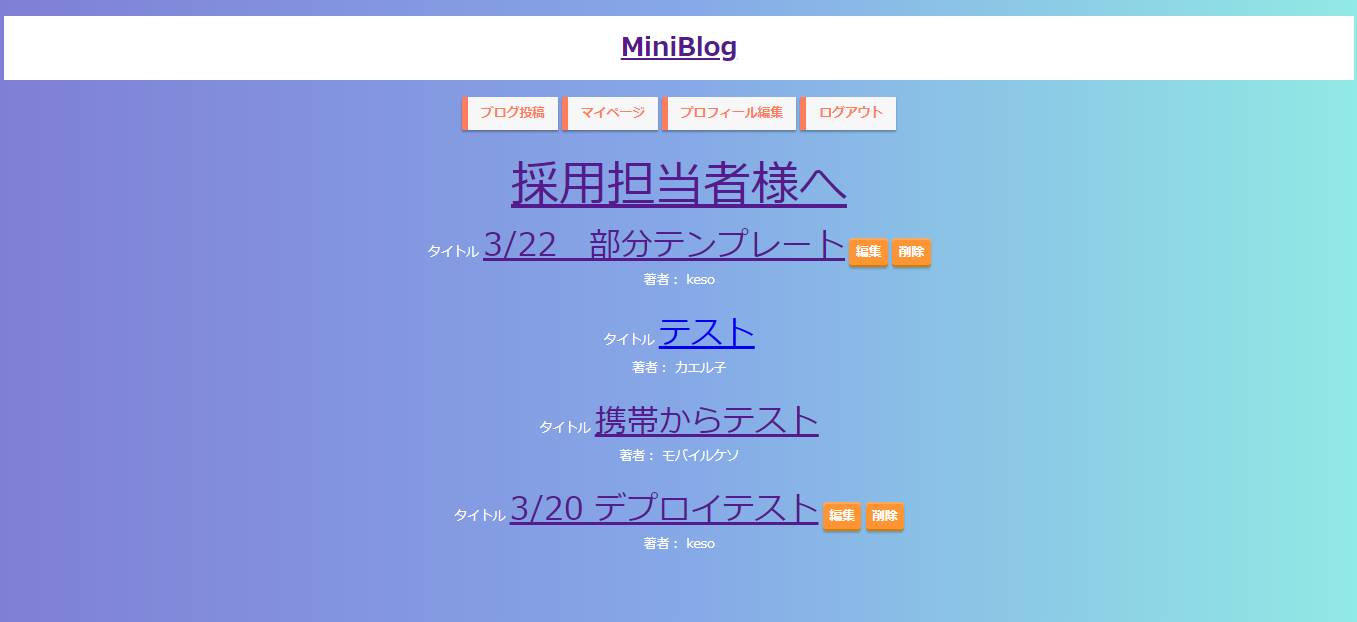 MiniBlog
ブログ投稿 マイページ プロフィール編集 ログアウト
採用担当者様へ
タイトル 3/22　部分テンプレート 編集 削除
著者： keso
タイトル テスト
著者： カエル子
タイトル 携帯からテスト
著者： モバイルケソ
タイトル 3/20 デプロイテスト 編集 削除
著者： keso